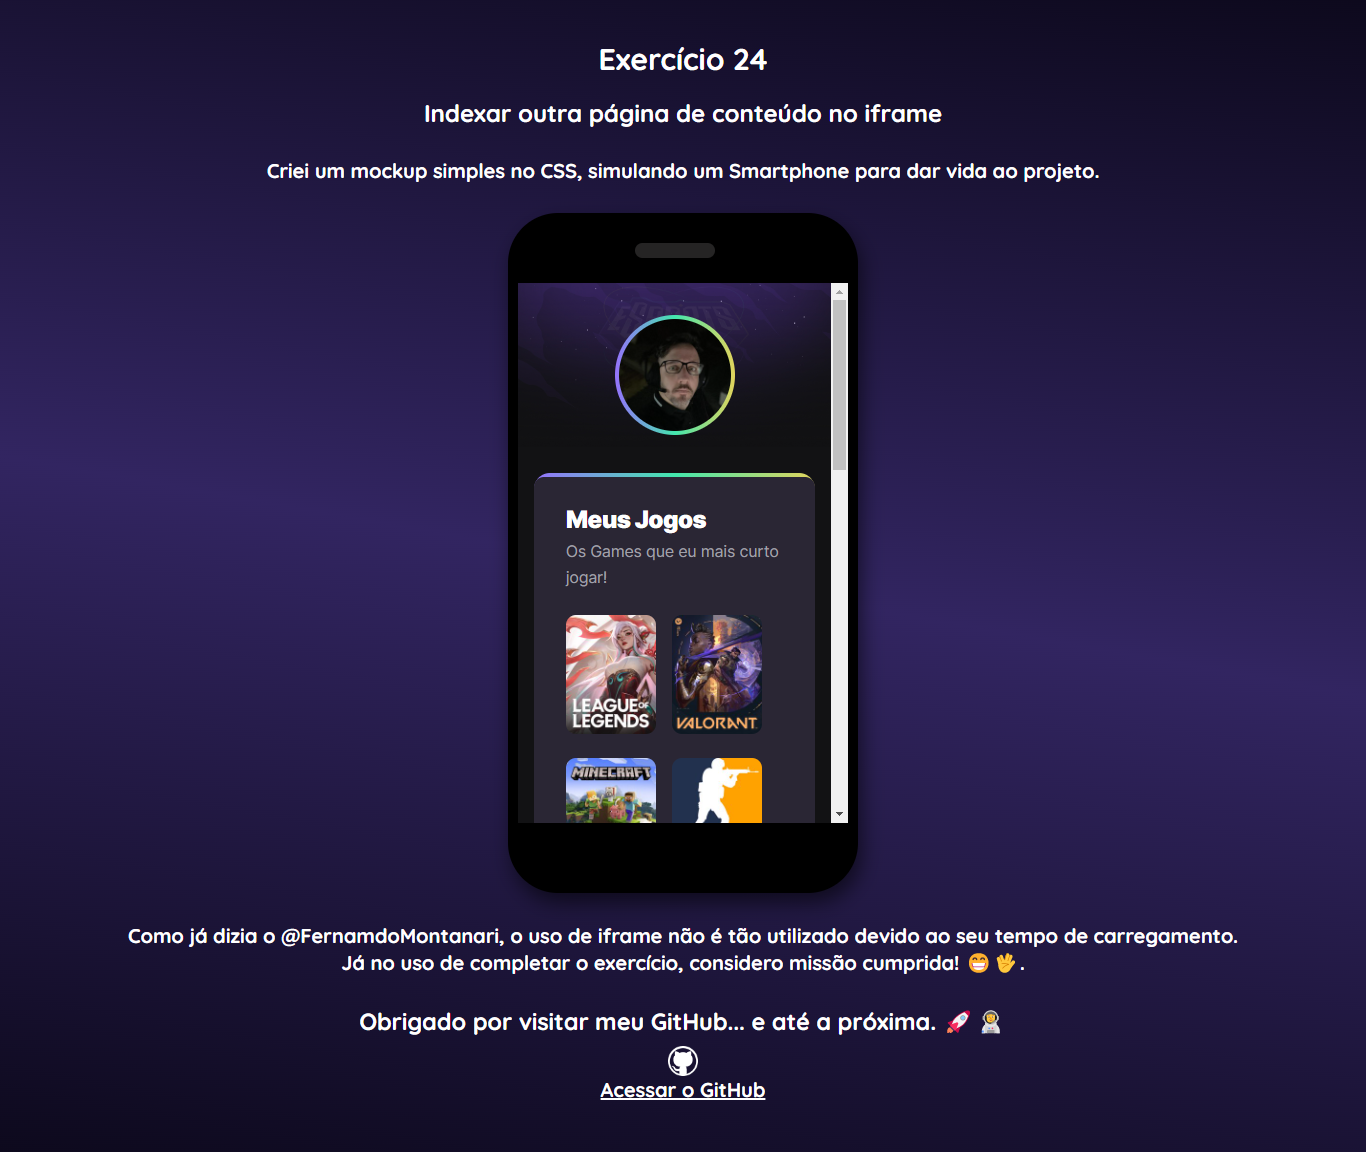 Exercício 24
Indexar outra página de conteúdo no iframe
Criei um mockup simples no CSS, simulando um Smartphone para dar vida ao projeto.
ESPORTS
Meus Jogos
Os Games que eu mais curto
jogar!
LEAGUE OF
LEGENDS
VALORANT
MINECRAFT
Como já dizia o @FernamdoMontanari, o uso de iframe não é tão utilizado devido ao seu tempo de carregamento.
Já no uso de completar o exercício, considero missão cumprida! 😁🖖.
Obrigado por visitar meu GitHub... e até a próxima. 🚀👩‍🚀
Acessar o GitHub